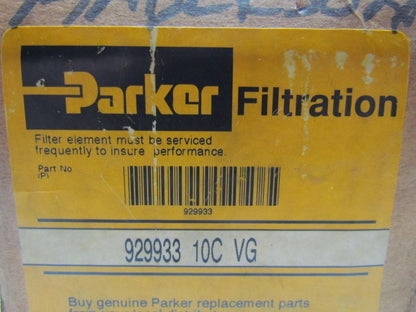 Parker Filtration
Filter element must be serviced
frequently to insure performance.
Part No
(P)
929933
929933 10C VG
Buy genuine Parker replacement parts